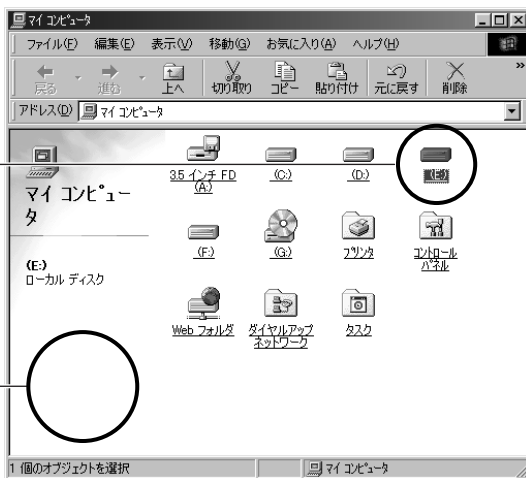 マイ コンピュータ
ファイル(F) 編集(E) 表示(V) 移動(G) お気に入り(A) ヘルプ(H)
戻る 進む 上へ 切り取り コピー 貼り付け 元に戻す 削除 »
アドレス(D) マイ コンピュータ
マイ コンピュー
タ
(E:)
ローカル ディスク
3.5 インチ FD
(A:)
(C:)
(D:)
(E:)
(F:)
(G:)
プリンタ
コントロール
パネル
Web フォルダ
ダイヤルアップ
ネットワーク
タスク
1 個のオブジェクトを選択 マイ コンピュータ